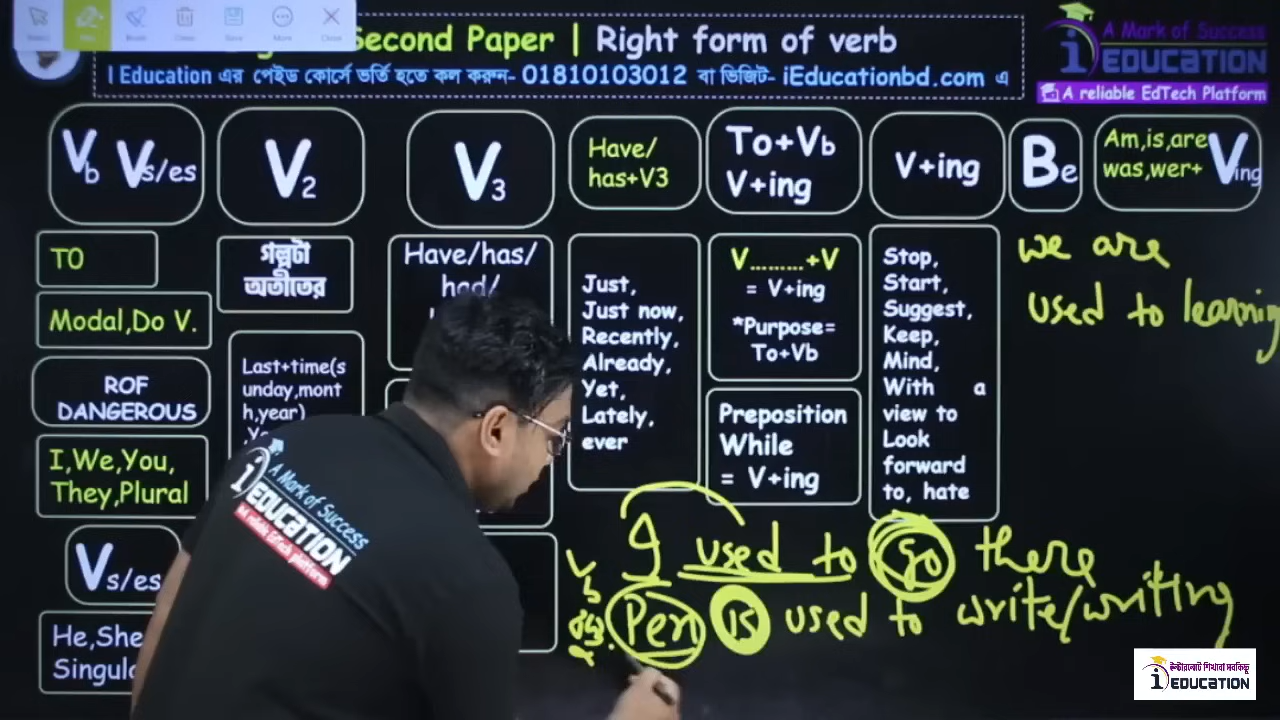 Second Paper | Right form of verb
I Education এর পেইড কোর্সে ভর্তি হতে কল করুন- 01810103012 বা ভিজিট- iEducationbd.com এ
A Mark of Success
iEDUCATION
A reliable EdTech Platform
Vb Vs/es
V2
V3
Have/
has+V3
To+Vb
V+ing
V+ing
Be
Am,is,are
was,wer+ Ving
TO
Modal,Do V.
ROF
DANGEROUS
I,We,You,
They,Plural
Vs/es
He,She
Singul
গল্পটা
অতীতের
Last+time(s
unday,mont
h,year)
Have/has/
had/
Just,
Just now,
Recently,
Already,
Yet,
Lately,
ever
V.........+V
= V+ing
*Purpose=
To+Vb
Preposition
While
= V+ing
Stop,
Start,
Suggest,
Keep,
Mind,
With a
view to
Look
forward
to, hate
We are
used to learning
I used to go there
Vb
Pen is used to write/writing
A Mark of Success
iEDUCATION
A reliable EdTech platform
iEDUCATION